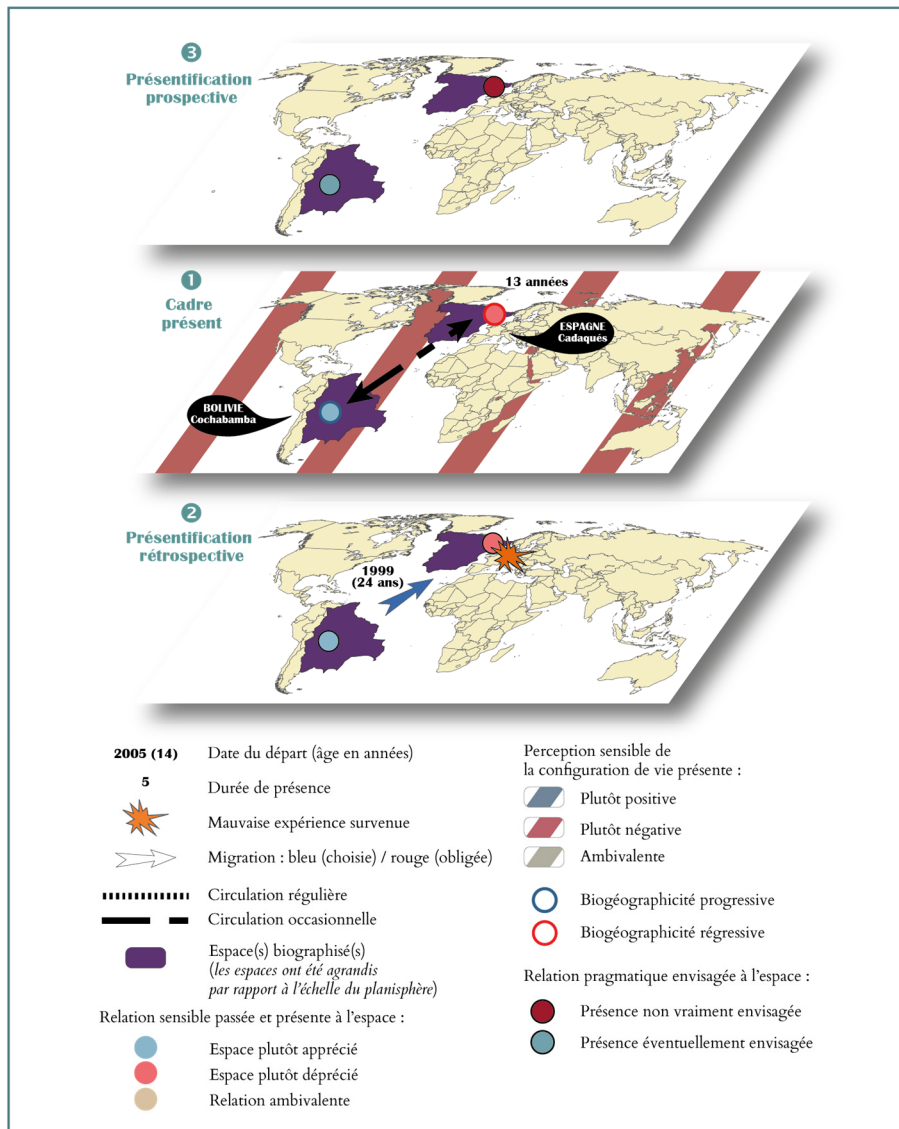 ❸
Présentification
prospective
❶
Cadre
présent
13 années
ESPAGNE
Cadaqués
BOLIVIE
Cochabamba
❷
Présentification
rétrospective
1999
(24 ans)
2005 (14)
Date du départ (âge en années)
5
Durée de présence
Mauvaise expérience survenue
Migration : bleu (choisie) / rouge (obligée)
Circulation régulière
Circulation occasionnelle
Espace(s) biographisé(s)
(les espaces ont été agrandis
par rapport à l'échelle du planisphère)
Relation sensible passée et présente à l'espace :
Espace plutôt apprécié
Espace plutôt déprécié
Relation ambivalente
Perception sensible de
la configuration de vie présente :
Plutôt positive
Plutôt négative
Ambivalente
Biogéographicité progressive
Biogéographicité régressive
Relation pragmatique envisagée à l'espace :
Présence non vraiment envisagée
Présence éventuellement envisagée